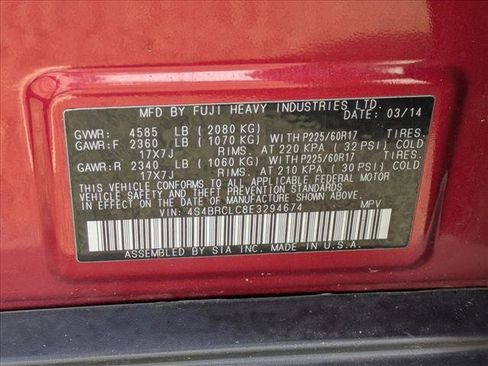 MFD BY FUJI HEAVY INDUSTRIES LTD. DATE: 03/14
GVWR: 4585 LB (2080 KG)
GAWR:F 2360 LB (1070 KG) WITH P225/60R17 TIRES.
17X7J RIMS. AT 220 KPA (32 PSI) COLD
GAWR:R 2340 LB (1060 KG) WITH P225/60R17 TIRES.
17X7J RIMS. AT 210 KPA (30 PSI) COLD
THIS VEHICLE CONFORMS TO ALL APPLICABLE FEDERAL MOTOR
VEHICLE SAFETY AND THEFT PREVENTION STANDARDS
IN EFFECT ON THE DATE OF MANUFACTURE SHOWN ABOVE.
VIN:4S4BRCLC8E3294674 MPV
ASSEMBLED BY SIA INC. MADE IN U.S.A.